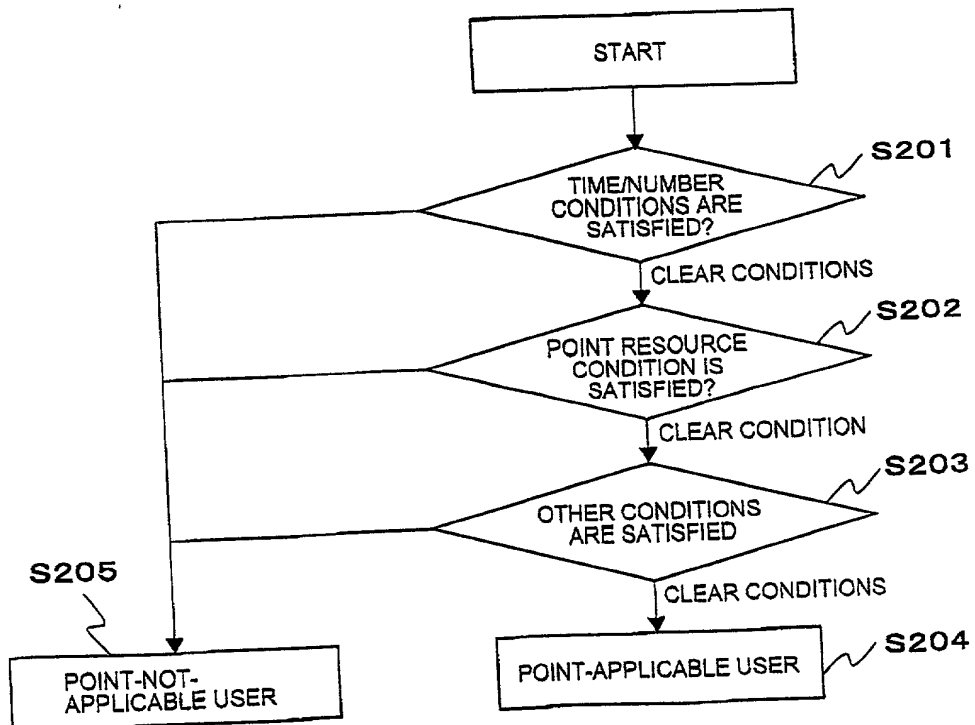 START
S201
TIME/NUMBER
CONDITIONS ARE
SATISFIED?
CLEAR CONDITIONS
S202
POINT RESOURCE
CONDITION IS
SATISFIED?
CLEAR CONDITION
S203
OTHER CONDITIONS
ARE SATISFIED
S205
CLEAR CONDITIONS
S204
POINT-APPLICABLE USER
POINT-NOT-
APPLICABLE USER